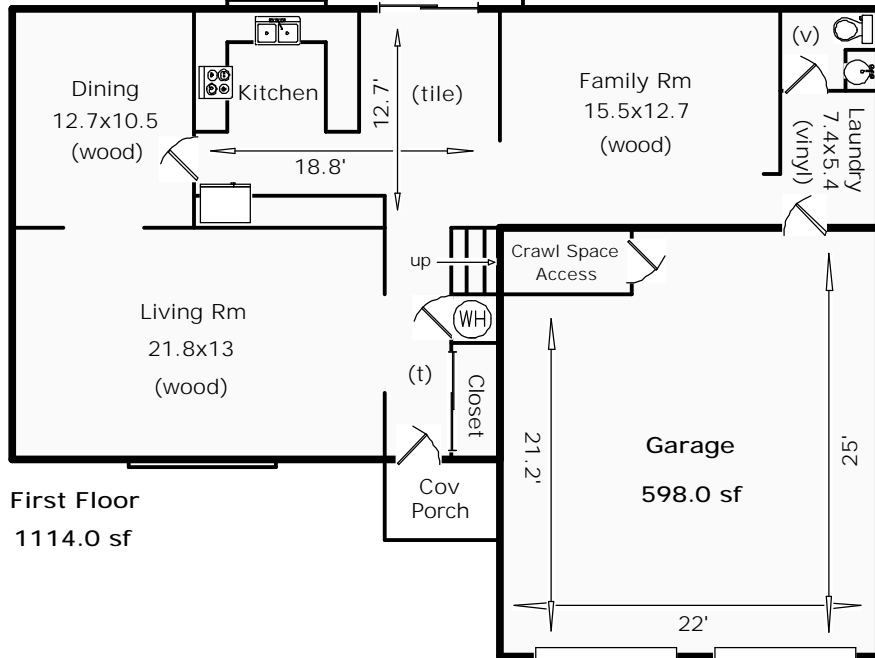 Dining
12.7x10.5
(wood)
Kitchen
12.7'
(tile)
18.8'
Family Rm
15.5x12.7
(wood)
(v)
Laundry
7.4x5.4
(vinyl)
up
Crawl Space
Access
Living Rm
21.8x13
(wood)
WH
(t)
Closet
21.2'
Garage
598.0 sf
25'
22'
Cov
Porch
First Floor
1114.0 sf